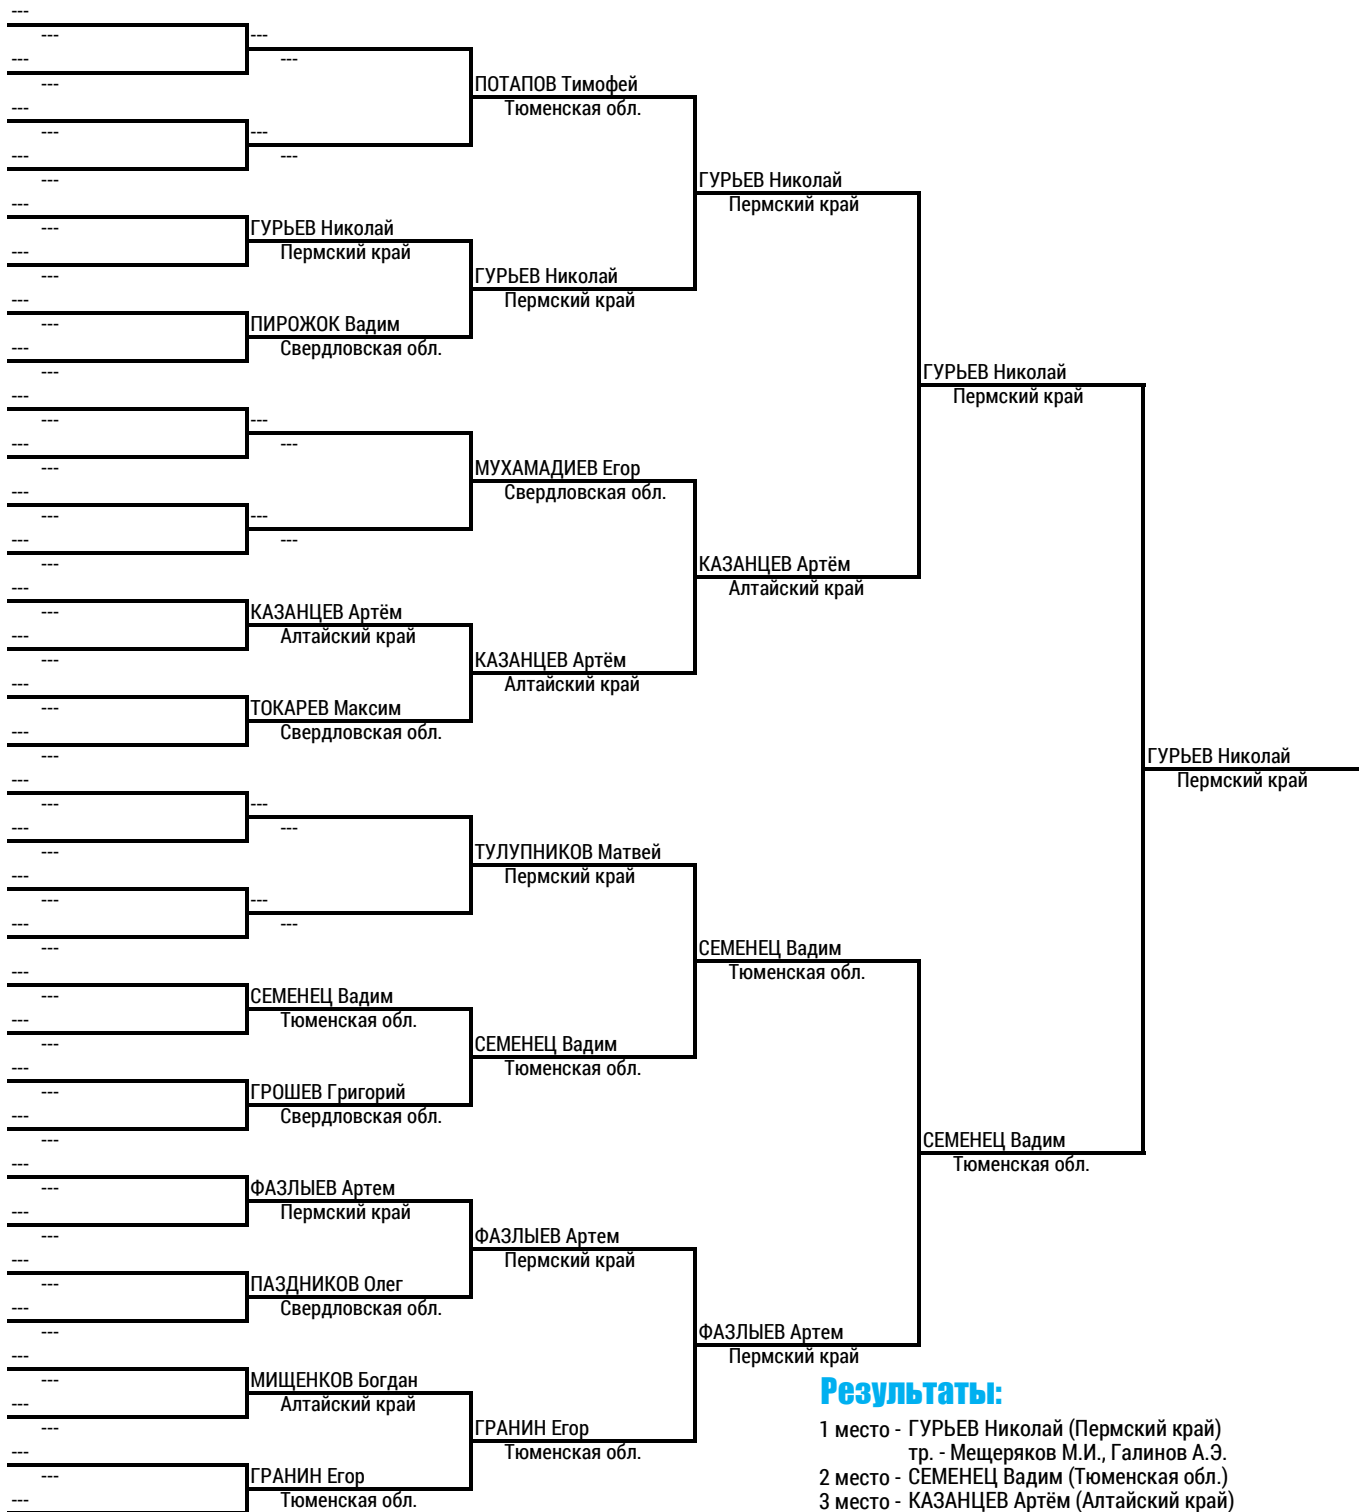 ---
--- ---
--- ---
--- ПОТАПОВ Тимофей
--- Тюменская обл.
--- ---
--- ---
--- ГУРЬЕВ Николай
--- Пермский край
--- ГУРЬЕВ Николай
--- Пермский край
--- ГУРЬЕВ Николай
--- Пермский край
--- ПИРОЖОК Вадим
--- Свердловская обл.
--- ГУРЬЕВ Николай
--- Пермский край
--- ---
--- ---
--- МУХАМАДИЕВ Егор
--- Свердловская обл.
--- ---
--- ---
--- КАЗАНЦЕВ Артём
--- Алтайский край
--- КАЗАНЦЕВ Артём
--- Алтайский край
--- КАЗАНЦЕВ Артём
--- Алтайский край
--- ТОКАРЕВ Максим
--- Свердловская обл.
--- ГУРЬЕВ Николай
--- Пермский край
--- ---
--- ---
--- ТУЛУПНИКОВ Матвей
--- Пермский край
--- ---
--- ---
--- СЕМЕНЕЦ Вадим
--- Тюменская обл.
--- СЕМЕНЕЦ Вадим
--- Тюменская обл.
--- СЕМЕНЕЦ Вадим
--- Тюменская обл.
--- ГРОШЕВ Григорий
--- Свердловская обл.
--- СЕМЕНЕЦ Вадим
--- Тюменская обл.
--- ФАЗЛЫЕВ Артем
--- Пермский край
--- ФАЗЛЫЕВ Артем
--- Пермский край
--- ПАЗДНИКОВ Олег
--- Свердловская обл.
--- ФАЗЛЫЕВ Артем
--- Пермский край
--- МИЩЕНКОВ Богдан
--- Алтайский край
--- ГРАНИН Егор
--- Тюменская обл.
--- ГРАНИН Егор
--- Тюменская обл.
Результаты:
1 место - ГУРЬЕВ Николай (Пермский край)
тр. - Мещеряков М.И., Галинов А.Э.
2 место - СЕМЕНЕЦ Вадим (Тюменская обл.)
3 место - КАЗАНЦЕВ Артём (Алтайский край)